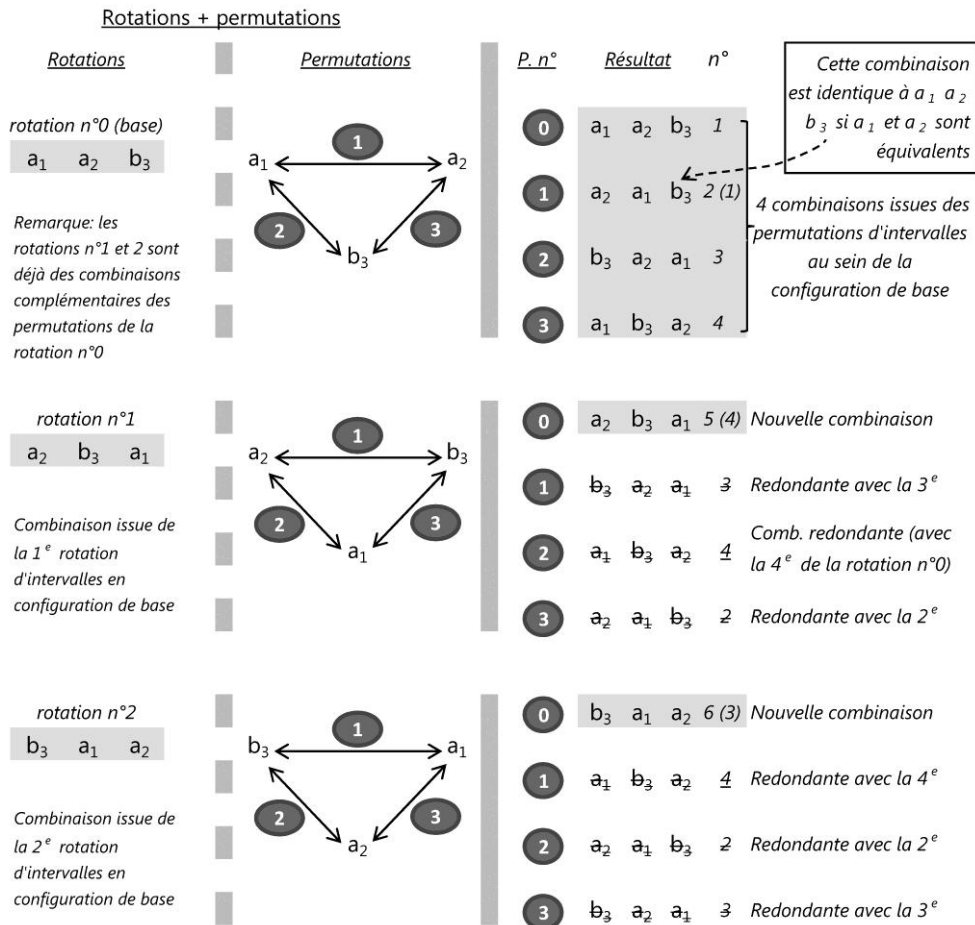 Rotations + permutations
Rotations
Permutations
P. n° Résultat n°
Cette combinaison
est identique à a₁ a₂
b₃ si a₁ et a₂ sont
équivalents
rotation n°0 (base)
a₁ a₂ b₃
Remarque: les
rotations n°1 et 2 sont
déjà des combinaisons
complémentaires des
permutations de la
rotation n°0
1
a₁ a₂
2 3
b₃
0 a₁ a₂ b₃ 1
1 a₂ a₁ b₃ 2 (1)
2 b₃ a₂ a₁ 3
3 a₁ b₃ a₂ 4
4 combinaisons issues des
permutations d'intervalles
au sein de la
configuration de base
rotation n°1
a₂ b₃ a₁
Combinaison issue de
la 1ᵉ rotation
d'intervalles en
configuration de base
1
a₂ b₃
2 3
a₁
0 a₂ b₃ a₁ 5 (4) Nouvelle combinaison
1 b₃ a₂ a₁ 3 Redondante avec la 3ᵉ
2 a₁ b₃ a₂ 4 Comb. redondante (avec
la 4ᵉ de la rotation n°0)
3 a₂ a₁ b₃ 2 Redondante avec la 2ᵉ
rotation n°2
b₃ a₁ a₂
Combinaison issue de
la 2ᵉ rotation
d'intervalles en
configuration de base
1
b₃ a₁
2 3
a₂
0 b₃ a₁ a₂ 6 (3) Nouvelle combinaison
1 a₁ b₃ a₂ 4 Redondante avec la 4ᵉ
2 a₂ a₁ b₃ 2 Redondante avec la 2ᵉ
3 b₃ a₂ a₁ 3 Redondante avec la 3ᵉ